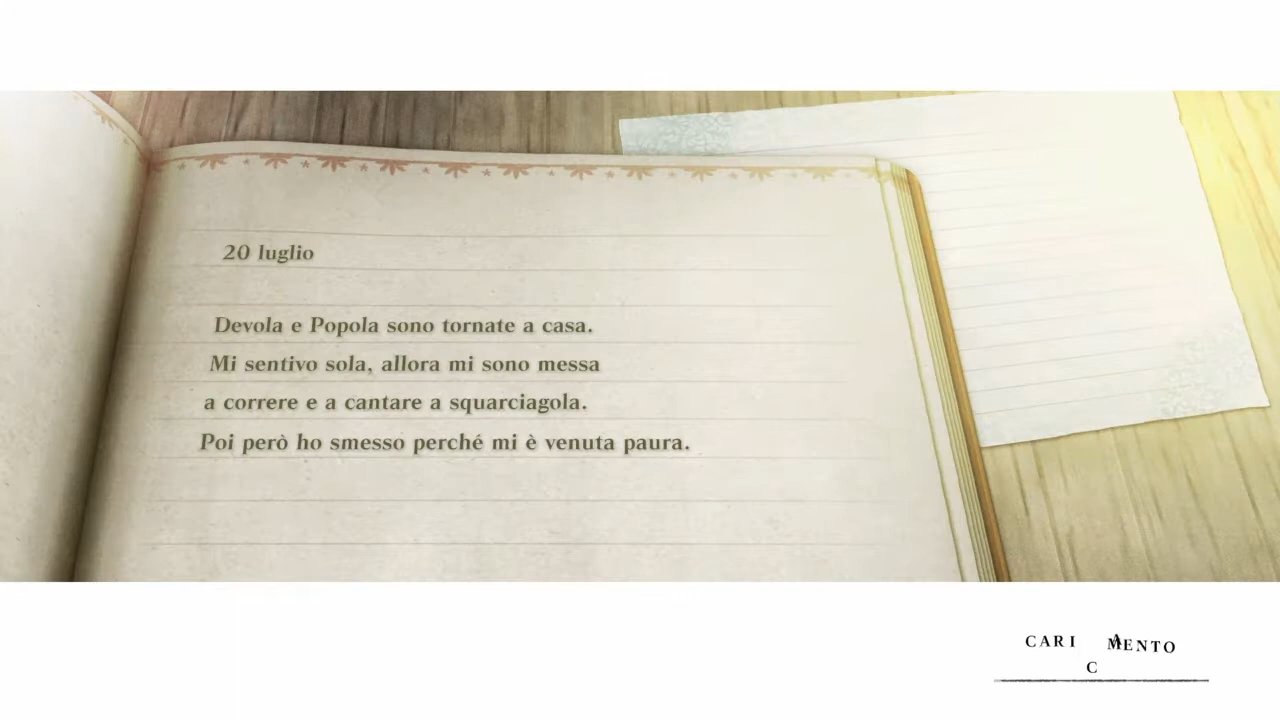 20 luglio
Devola e Popola sono tornate a casa.
Mi sentivo sola, allora mi sono messa
a correre e a cantare a squarciagola.
Poi però ho smesso perché mi è venuta paura.
CARICAMENTO